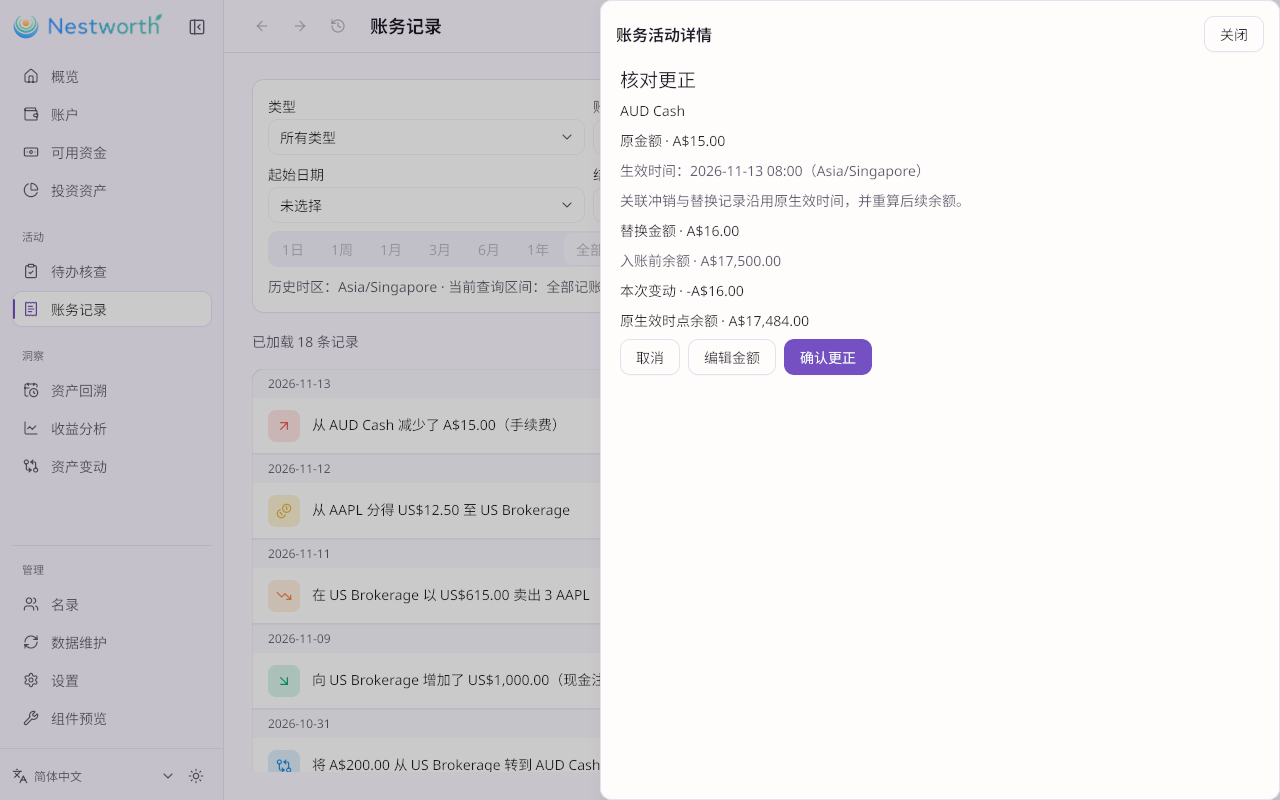 Nestworth
概览
账户
可用资金
投资资产
活动
待办核查
账务记录
洞察
资产回溯
收益分析
资产变动
管理
名录
数据维护
设置
组件预览
简体中文
账务记录
类型
所有类型
起始日期
未选择
1日 1周 1月 3月 6月 1年 全部
历史时区：Asia/Singapore · 当前查询区间：全部记账
已加载 18 条记录
2026-11-13
从 AUD Cash 减少了 A$15.00（手续费）
2026-11-12
从 AAPL 分得 US$12.50 至 US Brokerage
2026-11-11
在 US Brokerage 以 US$615.00 卖出 3 AAPL
2026-11-09
向 US Brokerage 增加了 US$1,000.00（现金注
2026-10-31
将 A$200.00 从 US Brokerage 转到 AUD Cash
账务活动详情
关闭
核对更正
AUD Cash
原金额 · A$15.00
生效时间：2026-11-13 08:00（Asia/Singapore）
关联冲销与替换记录沿用原生效时间，并重算后续余额。
替换金额 · A$16.00
入账前余额 · A$17,500.00
本次变动 · -A$16.00
原生效时点余额 · A$17,484.00
取消 编辑金额 确认更正